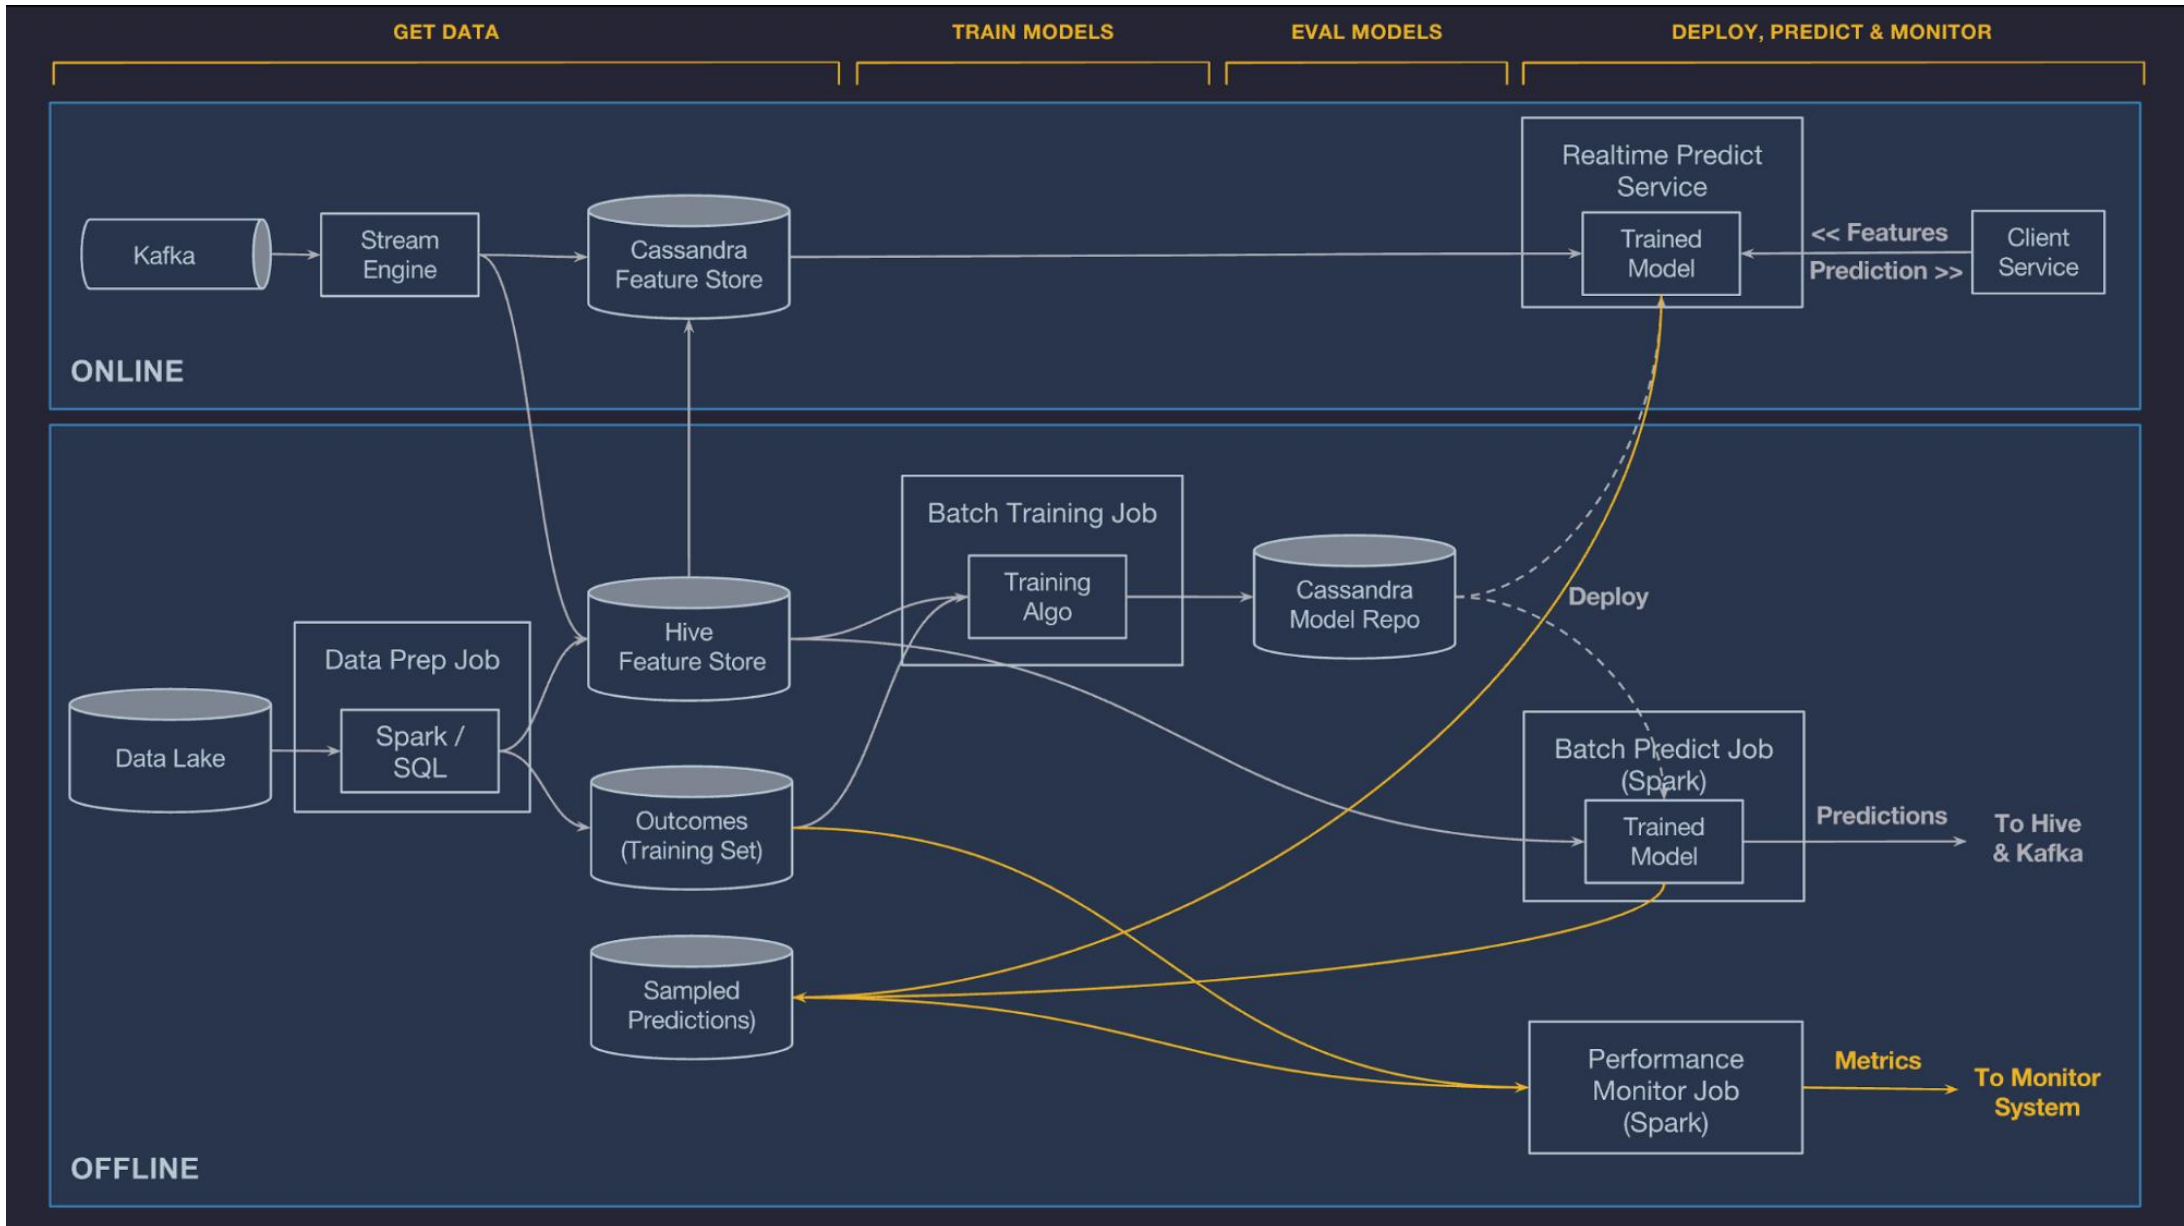 GET DATA
TRAIN MODELS
EVAL MODELS
DEPLOY, PREDICT & MONITOR
Realtime Predict
Service
Kafka
Stream
Engine
Cassandra
Feature Store
Trained
Model
<< Features
Prediction >>
Client
Service
ONLINE
Batch Training Job
Training
Algo
Cassandra
Model Repo
Deploy
Hive
Feature Store
Data Prep Job
Spark /
SQL
Data Lake
Batch Predict Job
(Spark)
Trained
Model
Predictions
To Hive
& Kafka
Outcomes
(Training Set)
Sampled
Predictions)
Performance
Monitor Job
(Spark)
Metrics
To Monitor
System
OFFLINE